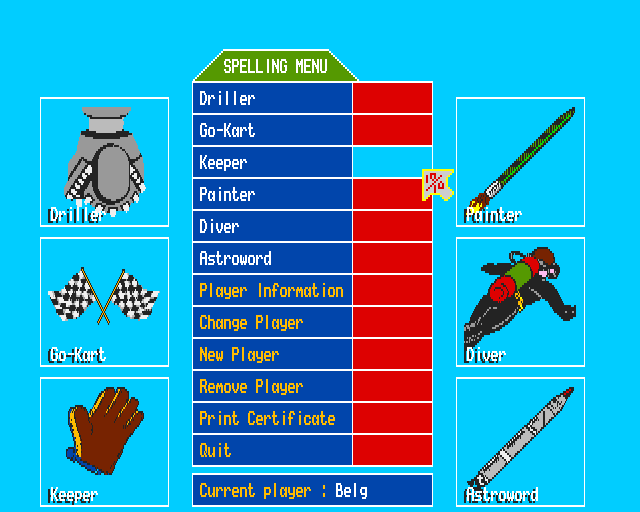 SPELLING MENU
Driller
Go-Kart
Keeper
Painter
Diver
Astroword
Player Information
Change Player
New Player
Remove Player
Print Certificate
Quit
Current player : Belg
Driller
Go-Kart
Keeper
Painter
Diver
Astroword